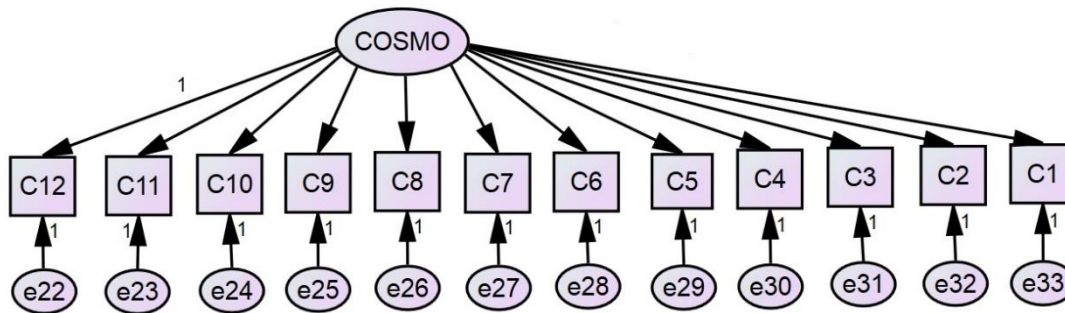 COSMO
1
C12 C11 C10 C9 C8 C7 C6 C5 C4 C3 C2 C1
1 1 1 1 1 1 1 1 1 1 1 1
e22 e23 e24 e25 e26 e27 e28 e29 e30 e31 e32 e33